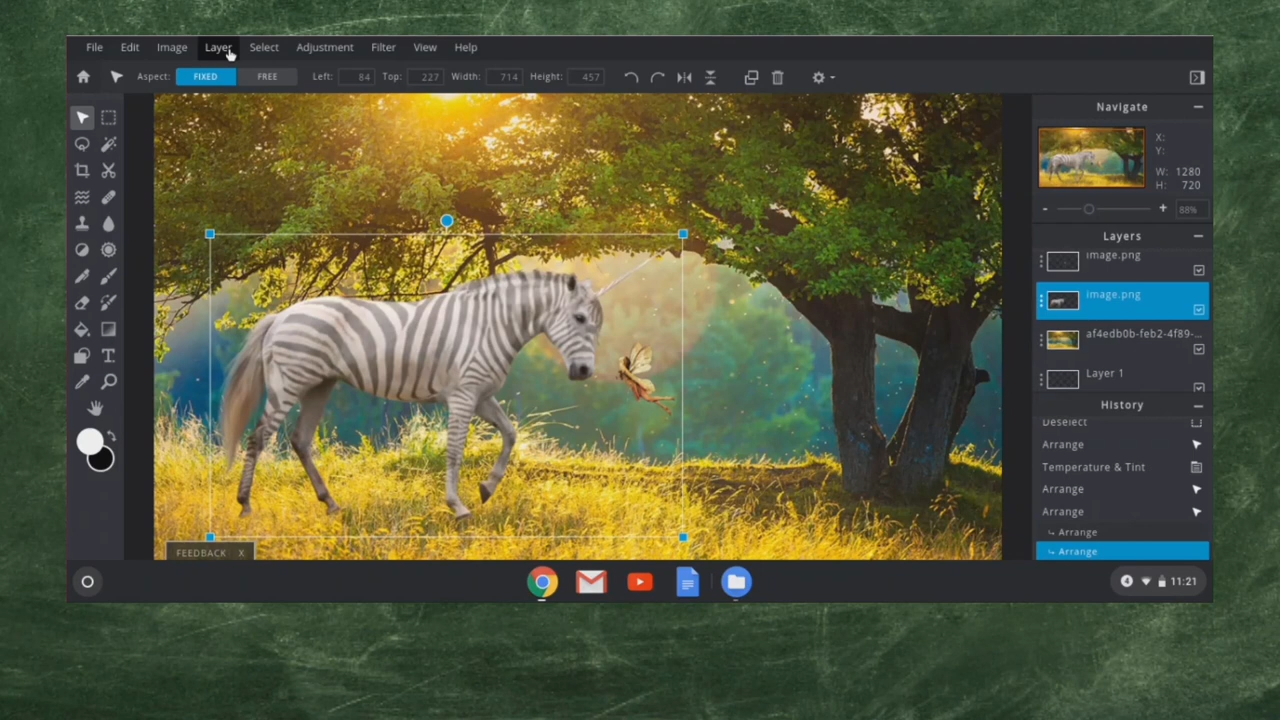 File Edit Image Layer Select Adjustment Filter View Help
Aspect: FIXED FREE Left: 84 Top: 227 Width: 714 Height: 457
Navigate
X:
Y:
W: 1280
H: 720
- + 88%
Layers
image.png
image.png
af4edb0b-feb2-4f89-...
Layer 1
History
Deselect
Arrange
Temperature & Tint
Arrange
Arrange
Arrange
Arrange
T
FEEDBACK X
4 11:21